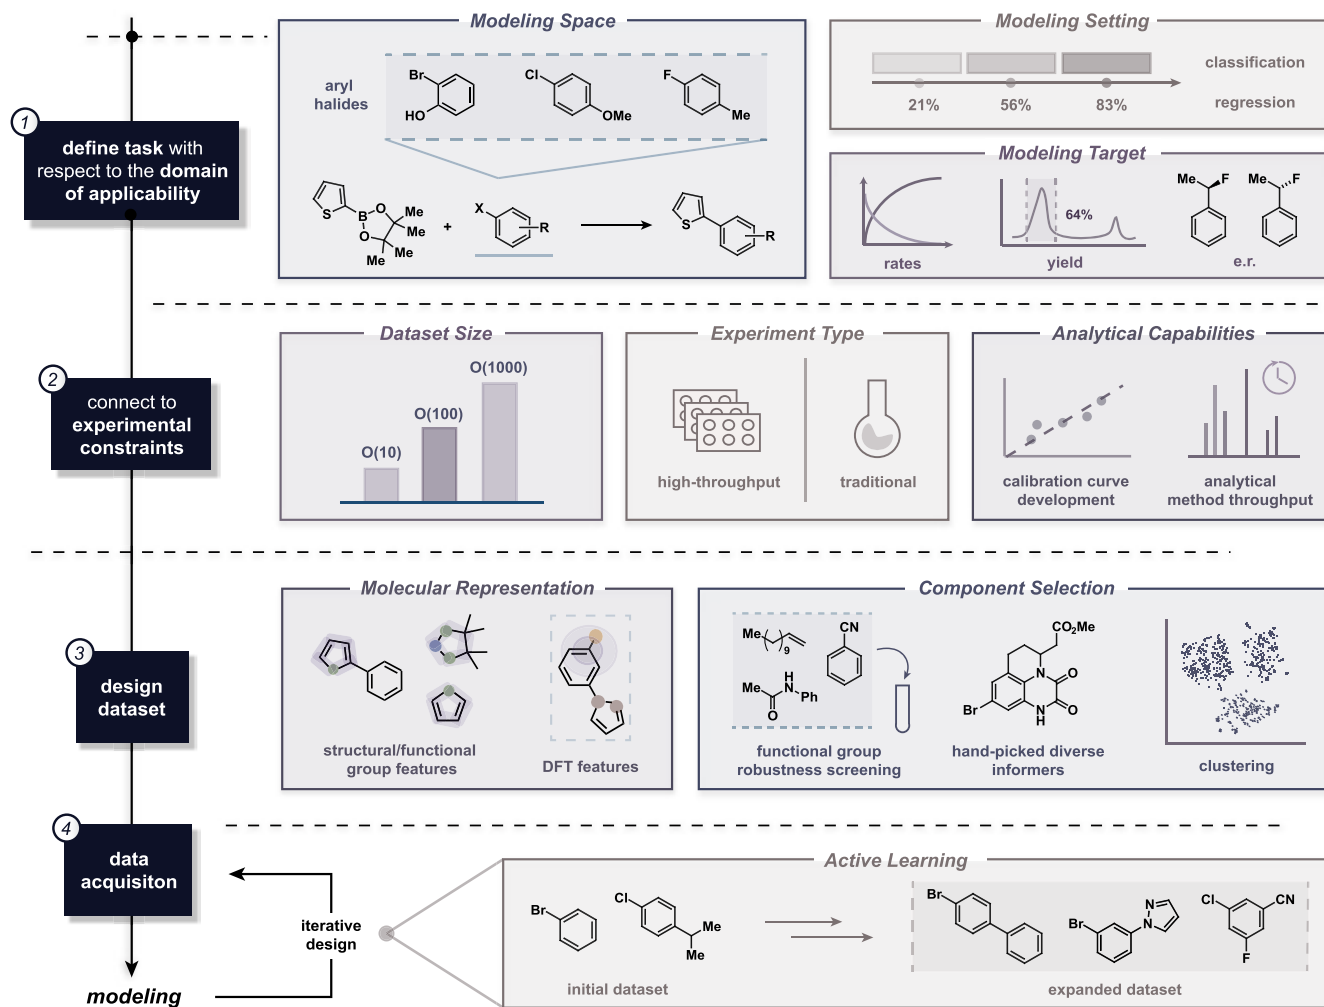 Modeling Space
aryl
halides
Br
HO
Cl
OMe
F
Me
S
B
O
O
Me
Me
Me
Me
+
X
R
S
R
Modeling Setting
classification
21%
56%
83%
regression
Modeling Target
rates
64%
yield
Me
F
Me
F
e.r.
1
define task with
respect to the domain
of applicability
2
connect to
experimental
constraints
Dataset Size
O(10)
O(100)
O(1000)
Experiment Type
high-throughput
traditional
Analytical Capabilities
calibration curve
development
analytical
method throughput
3
design
dataset
Molecular Representation
structural/functional
group features
DFT features
Component Selection
Me
9
CN
Me
H
N
Ph
O
functional group
robustness screening
CO2Me
N
O
Br
N
H
O
hand-picked diverse
informers
clustering
4
data
acquisiton
iterative
design
modeling
Active Learning
Br
Cl
Me
Me
initial dataset
Br
Br
N
N
Cl
CN
F
expanded dataset